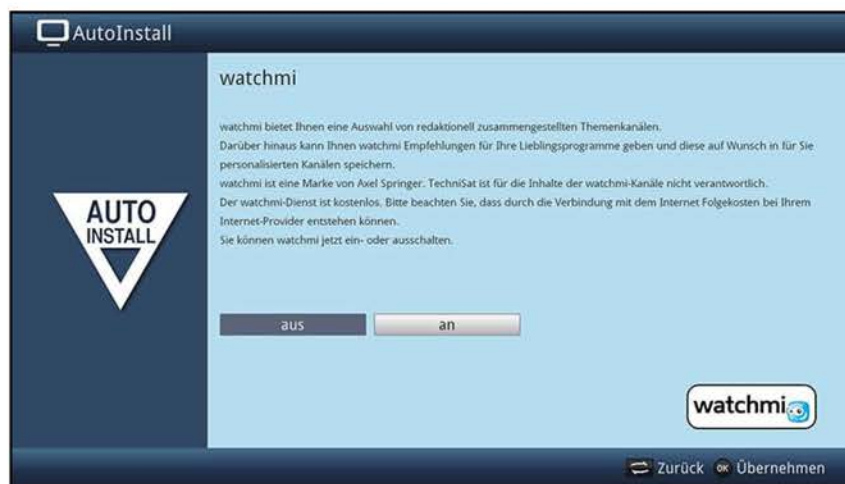 AutoInstall
watchmi
watchmi bietet Ihnen eine Auswahl von redaktionell zusammengestellten Themenkanälen.
Darüber hinaus kann Ihnen watchmi Empfehlungen für Ihre Lieblingsprogramme geben und diese auf Wunsch in für Sie
personalisierten Kanälen speichern.
watchmi ist eine Marke von Axel Springer. TechniSat ist für die Inhalte der watchmi-Kanäle nicht verantwortlich.
Der watchmi-Dienst ist kostenlos. Bitte beachten Sie, dass durch die Verbindung mit dem Internet Folgekosten bei Ihrem
Internet-Provider entstehen können.
Sie können watchmi jetzt ein- oder ausschalten.
AUTO
INSTALL
aus an
watchmi
Zurück OK Übernehmen